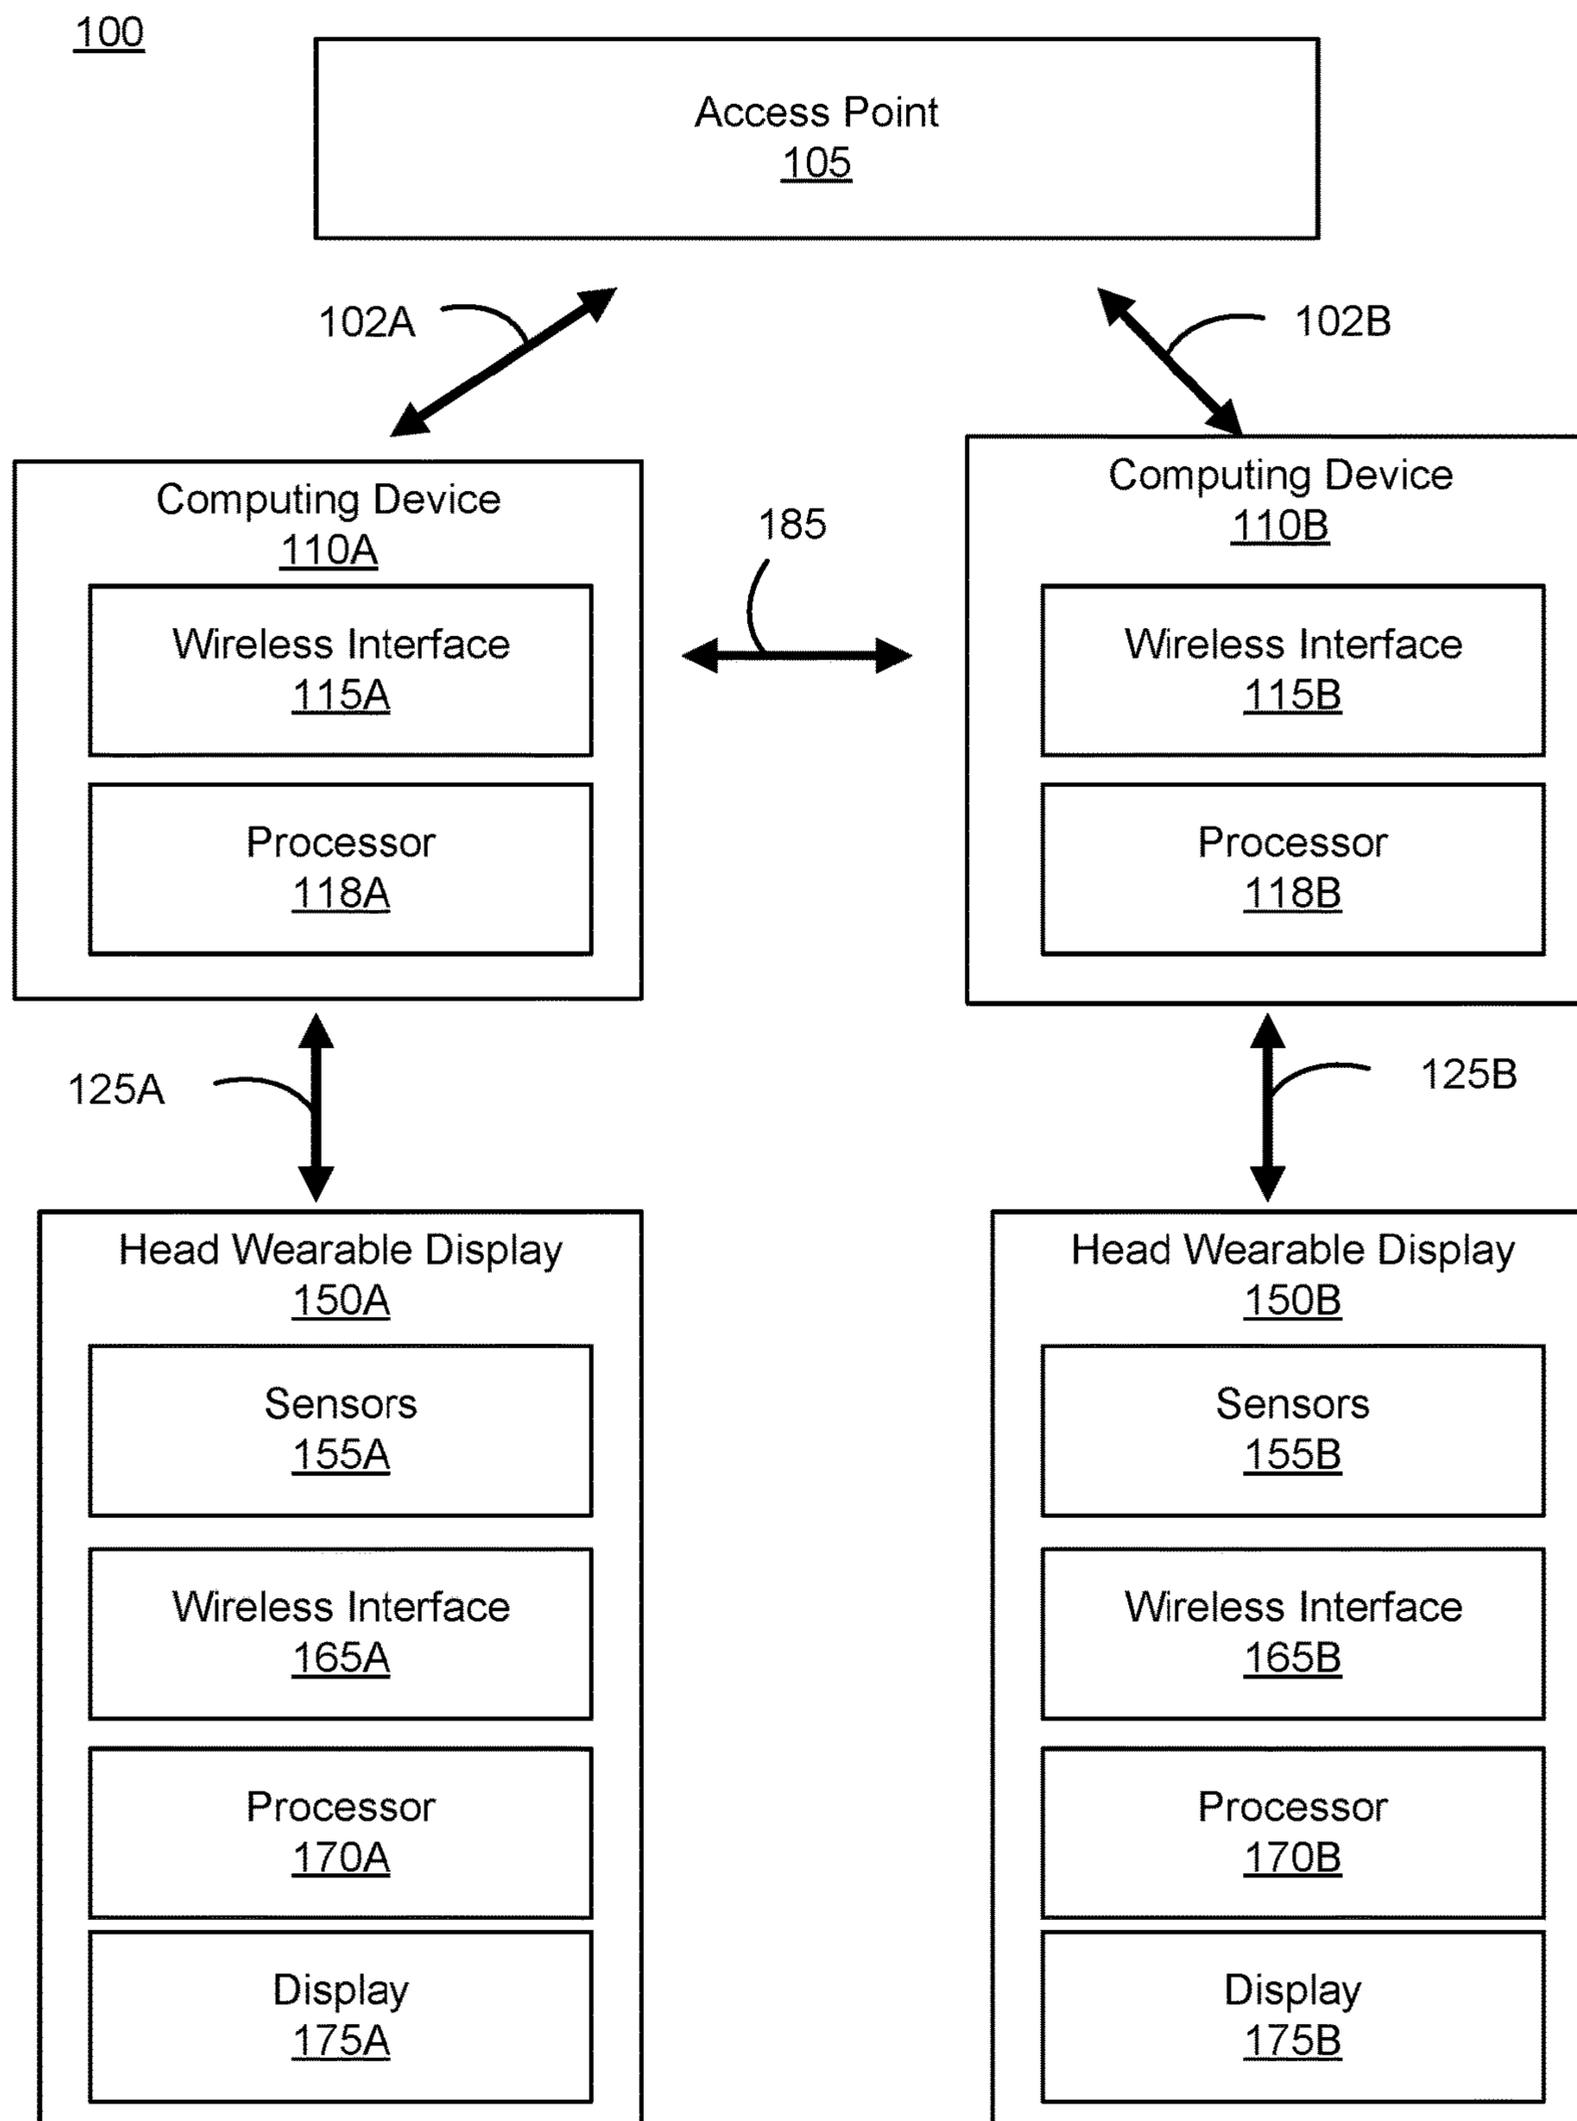 100
Access Point
105
102A
102B
Computing Device
110A
Wireless Interface
115A
Processor
118A
185
Computing Device
110B
Wireless Interface
115B
Processor
118B
125A
125B
Head Wearable Display
150A
Sensors
155A
Wireless Interface
165A
Processor
170A
Display
175A
Head Wearable Display
150B
Sensors
155B
Wireless Interface
165B
Processor
170B
Display
175B